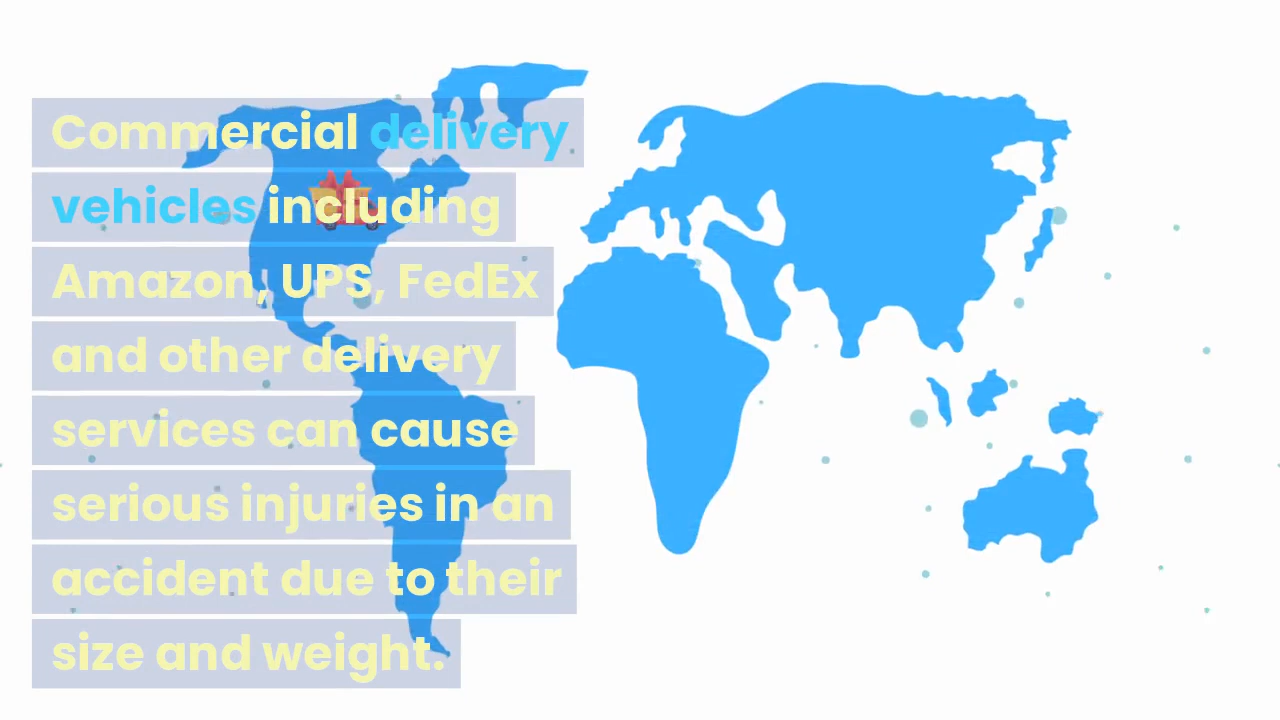 Commercial delivery
vehicles including
Amazon, UPS, FedEx
and other delivery
services can cause
serious injuries in an
accident due to their
size and weight.